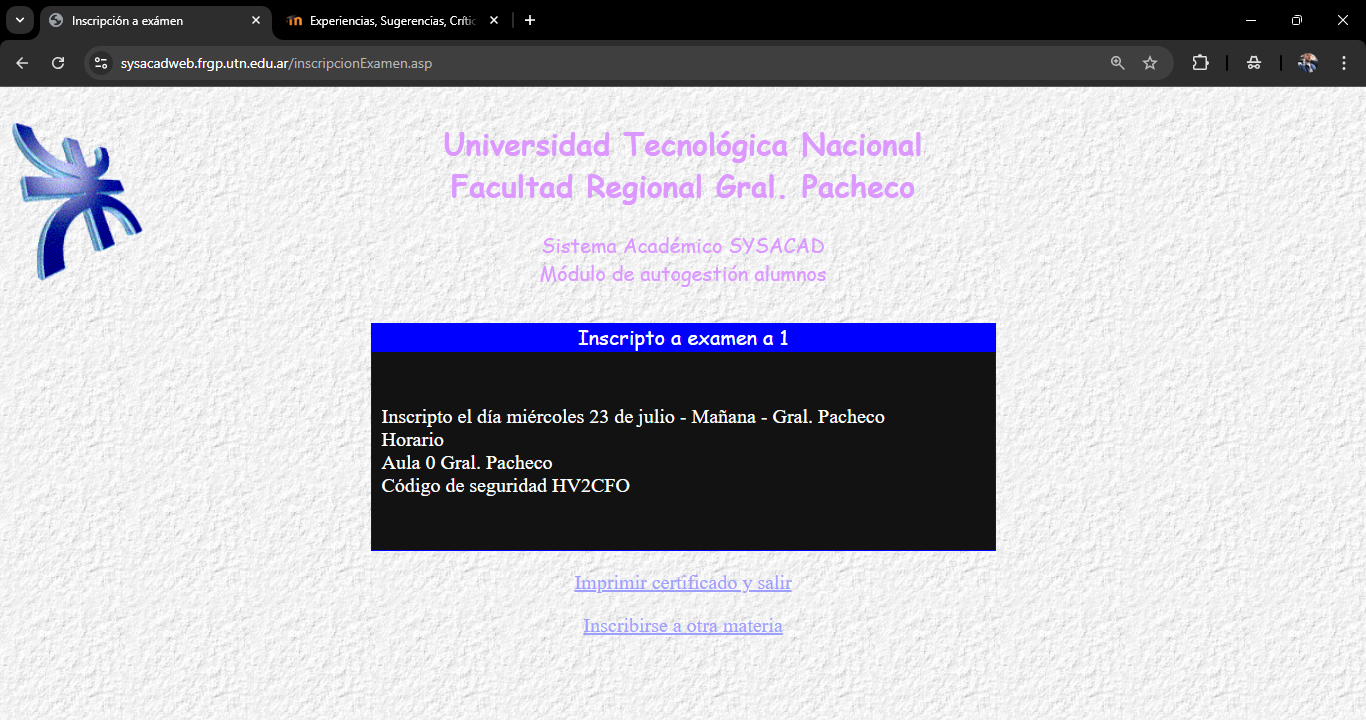 Inscripción a exámen
Experiencias, Sugerencias, Crític
sysacadweb.frgp.utn.edu.ar/inscripcionExamen.asp
Universidad Tecnológica Nacional
Facultad Regional Gral. Pacheco
Sistema Académico SYSACAD
Módulo de autogestión alumnos
Inscripto a examen a 1
Inscripto el día miércoles 23 de julio - Mañana - Gral. Pacheco
Horario
Aula 0 Gral. Pacheco
Código de seguridad HV2CFO
Imprimir certificado y salir
Inscribirse a otra materia